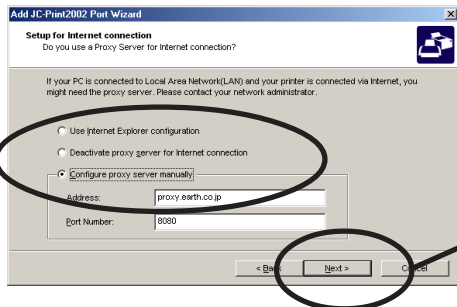 Add JC-Print2002 Port Wizard
Setup for Internet connection
Do you use a Proxy Server for Internet connection?
If your PC is connected to Local Area Network(LAN) and your printer is connected via Internet, you
might need the proxy server. Please contact your network administrator.
Use Internet Explorer configuration
Deactivate proxy server for Internet connection
Configure proxy server manually
Address: proxy.earth.co.jp
Port Number: 8080
< Back Next > Cancel